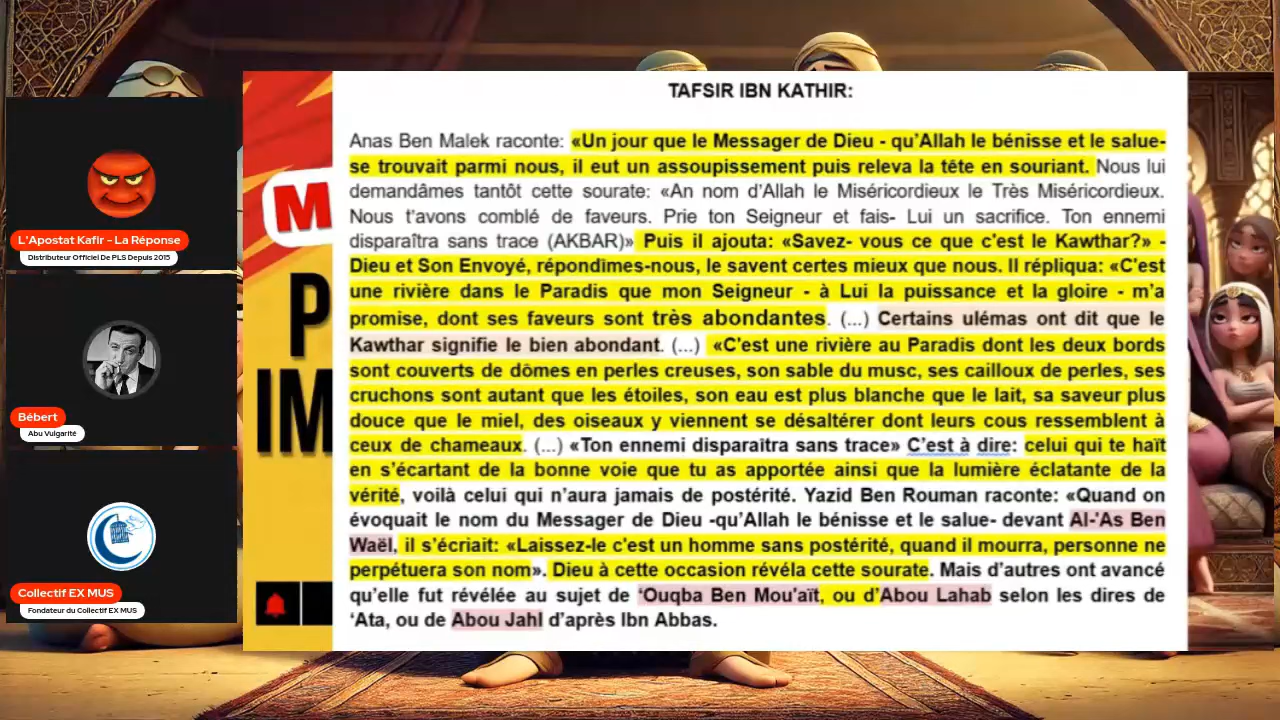 L'Apostat Kafir - La Réponse
Distributeur Officiel De PLS Depuis 2015
Bébert
Abu Vulgarité
Collectif EX MUS
Fondateur du Collectif EX MUS
M
P
IM
TAFSIR IBN KATHIR:
Anas Ben Malek raconte: «Un jour que le Messager de Dieu - qu'Allah le bénisse et le salue-
se trouvait parmi nous, il eut un assoupissement puis releva la tête en souriant. Nous lui
demandâmes tantôt cette sourate: «An nom d'Allah le Miséricordieux le Très Miséricordieux.
Nous t'avons comblé de faveurs. Prie ton Seigneur et fais- Lui un sacrifice. Ton ennemi
disparaîtra sans trace (AKBAR)» Puis il ajouta: «Savez- vous ce que c'est le Kawthar?» -
Dieu et Son Envoyé, répondîmes-nous, le savent certes mieux que nous. Il répliqua: «C'est
une rivière dans le Paradis que mon Seigneur - à Lui la puissance et la gloire - m'a
promise, dont ses faveurs sont très abondantes. (...) Certains ulémas ont dit que le
Kawthar signifie le bien abondant. (...) «C'est une rivière au Paradis dont les deux bords
sont couverts de dômes en perles creuses, son sable du musc, ses cailloux de perles, ses
cruchons sont autant que les étoiles, son eau est plus blanche que le lait, sa saveur plus
douce que le miel, des oiseaux y viennent se désaltérer dont leurs cous ressemblent à
ceux de chameaux. (...) «Ton ennemi disparaîtra sans trace» C'est à dire: celui qui te haït
en s'écartant de la bonne voie que tu as apportée ainsi que la lumière éclatante de la
vérité, voilà celui qui n'aura jamais de postérité. Yazid Ben Rouman raconte: «Quand on
évoquait le nom du Messager de Dieu -qu'Allah le bénisse et le salue- devant Al-'As Ben
Waël, il s'écriait: «Laissez-le c'est un homme sans postérité, quand il mourra, personne ne
perpétuera son nom». Dieu à cette occasion révéla cette sourate. Mais d'autres ont avancé
qu'elle fut révélée au sujet de 'Ouqba Ben Mou'aït, ou d'Abou Lahab selon les dires de
'Ata, ou de Abou Jahl d'après Ibn Abbas.